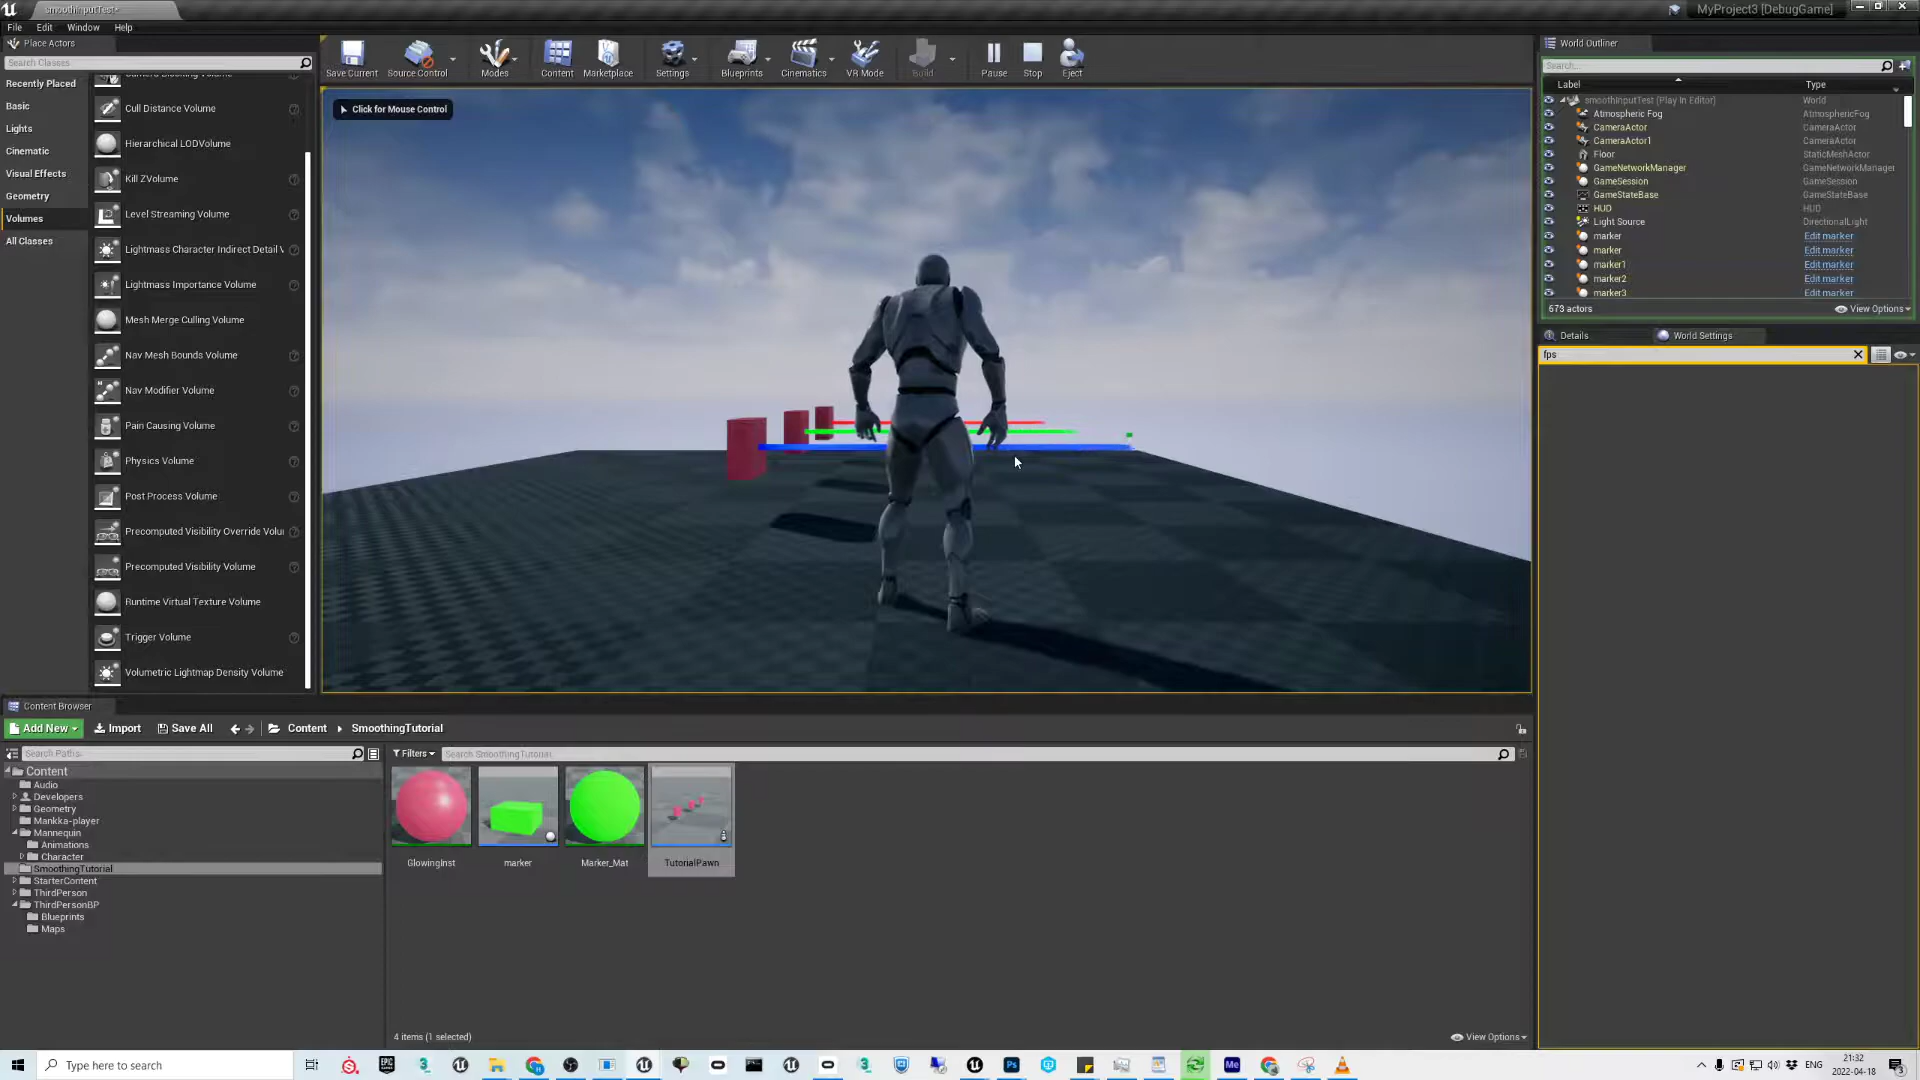 smoothInputTest*
MyProject3 [DebugGame]
File Edit Window Help
Place Actors
Search Classes
Recently Placed
Basic
Lights
Cinematic
Visual Effects
Geometry
Volumes
All Classes
Cull Distance Volume
Hierarchical LODVolume
Kill ZVolume
Level Streaming Volume
Lightmass Character Indirect Detail V
Lightmass Importance Volume
Mesh Merge Culling Volume
Nav Mesh Bounds Volume
Nav Modifier Volume
Pain Causing Volume
Physics Volume
Post Process Volume
Precomputed Visibility Override Volu
Precomputed Visibility Volume
Runtime Virtual Texture Volume
Trigger Volume
Volumetric Lightmap Density Volume
Save Current Source Control Modes Content Marketplace Settings Blueprints Cinematics VR Mode Build Pause Stop Eject
Click for Mouse Control
World Outliner
Search...
Label Type
smoothInputTest (Play In Editor) World
Atmospheric Fog AtmosphericFog
CameraActor CameraActor
CameraActor1 CameraActor
Floor StaticMeshActor
GameNetworkManager GameNetworkManager
GameSession GameSession
GameStateBase GameStateBase
HUD HUD
Light Source DirectionalLight
marker Edit marker
marker Edit marker
marker1 Edit marker
marker2 Edit marker
marker3 Edit marker
673 actors View Options
Details World Settings
fps
Content Browser
Add New Import Save All Content SmoothingTutorial
Search Paths
Filters Search SmoothingTutorial
Content
Audio
Developers
Geometry
Mankka-player
Mannequin
Animations
Character
SmoothingTutorial
StarterContent
ThirdPerson
ThirdPersonBP
Blueprints
Maps
GlowingInst marker Marker_Mat TutorialPawn
4 items (1 selected) View Options
Type here to search
ENG
21:32
2022-04-18